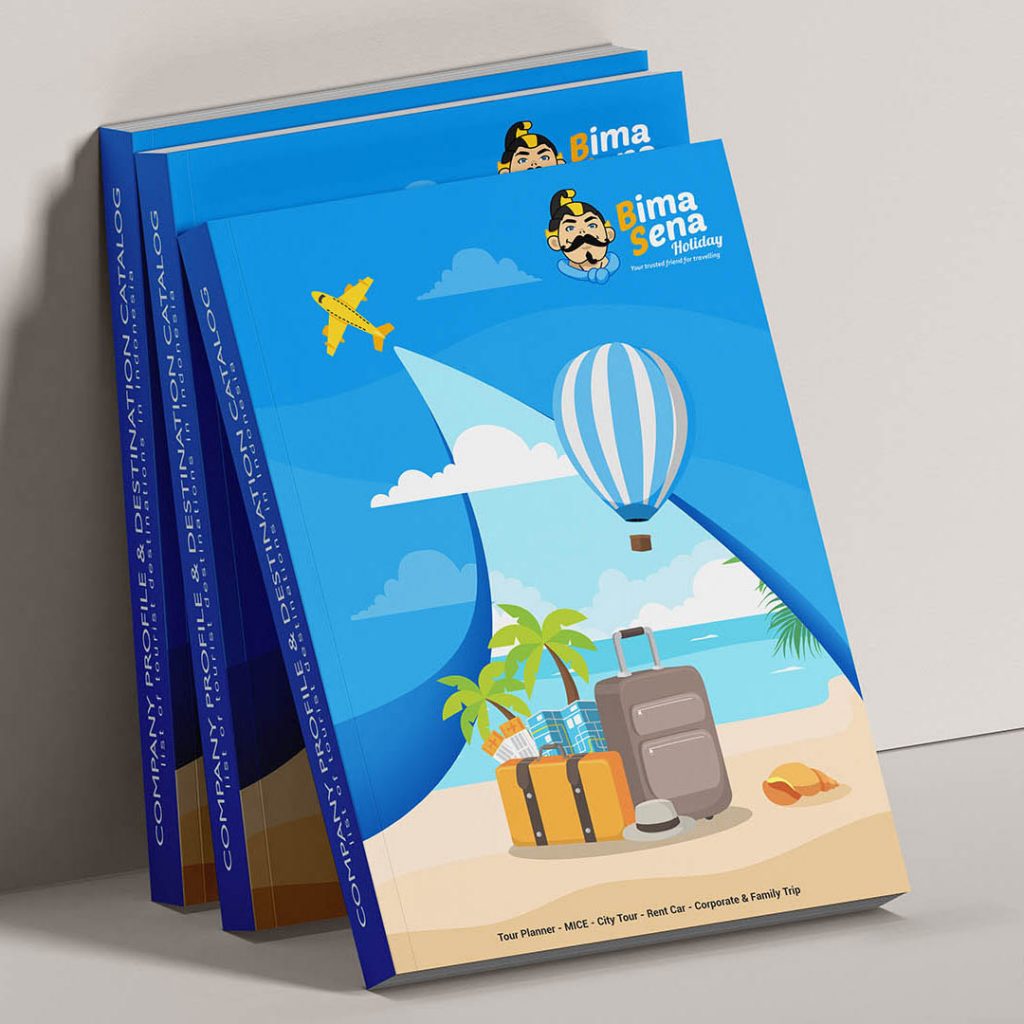 COMPANY PROFILE & DESTINATION CATALOG
list of tourist destinations in Indonesia
COMPANY PROFILE & DESTINATION CATALOG
list of tourist destinations in Indonesia
COMPANY PROFILE & DESTINATION CATALOG
list of tourist destinations in Indonesia
Bima
Bima
Sena
Holiday
Your trusted friend for travelling
Tour Planner - MICE - City Tour - Rent Car - Corporate & Family Trip